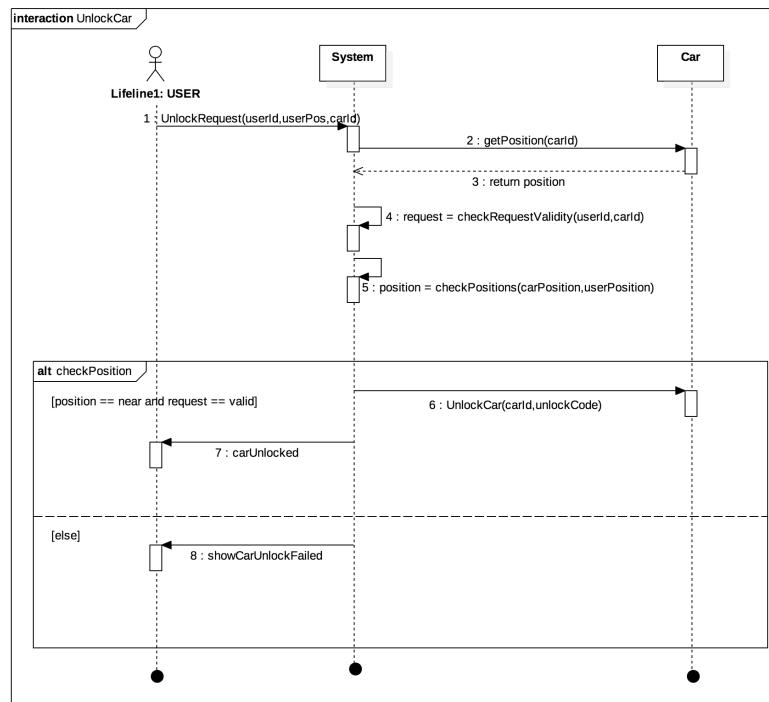 interaction UnlockCar
System
Car
Lifeline1: USER
1 : UnlockRequest(userId,userPos,carId)
2 : getPosition(carId)
3 : return position
4 : request = checkRequestValidity(userId,carId)
5 : position = checkPositions(carPosition,userPosition)
alt checkPosition
[position == near and request == valid]
6 : UnlockCar(carId,unlockCode)
7 : carUnlocked
[else]
8 : showCarUnlockFailed